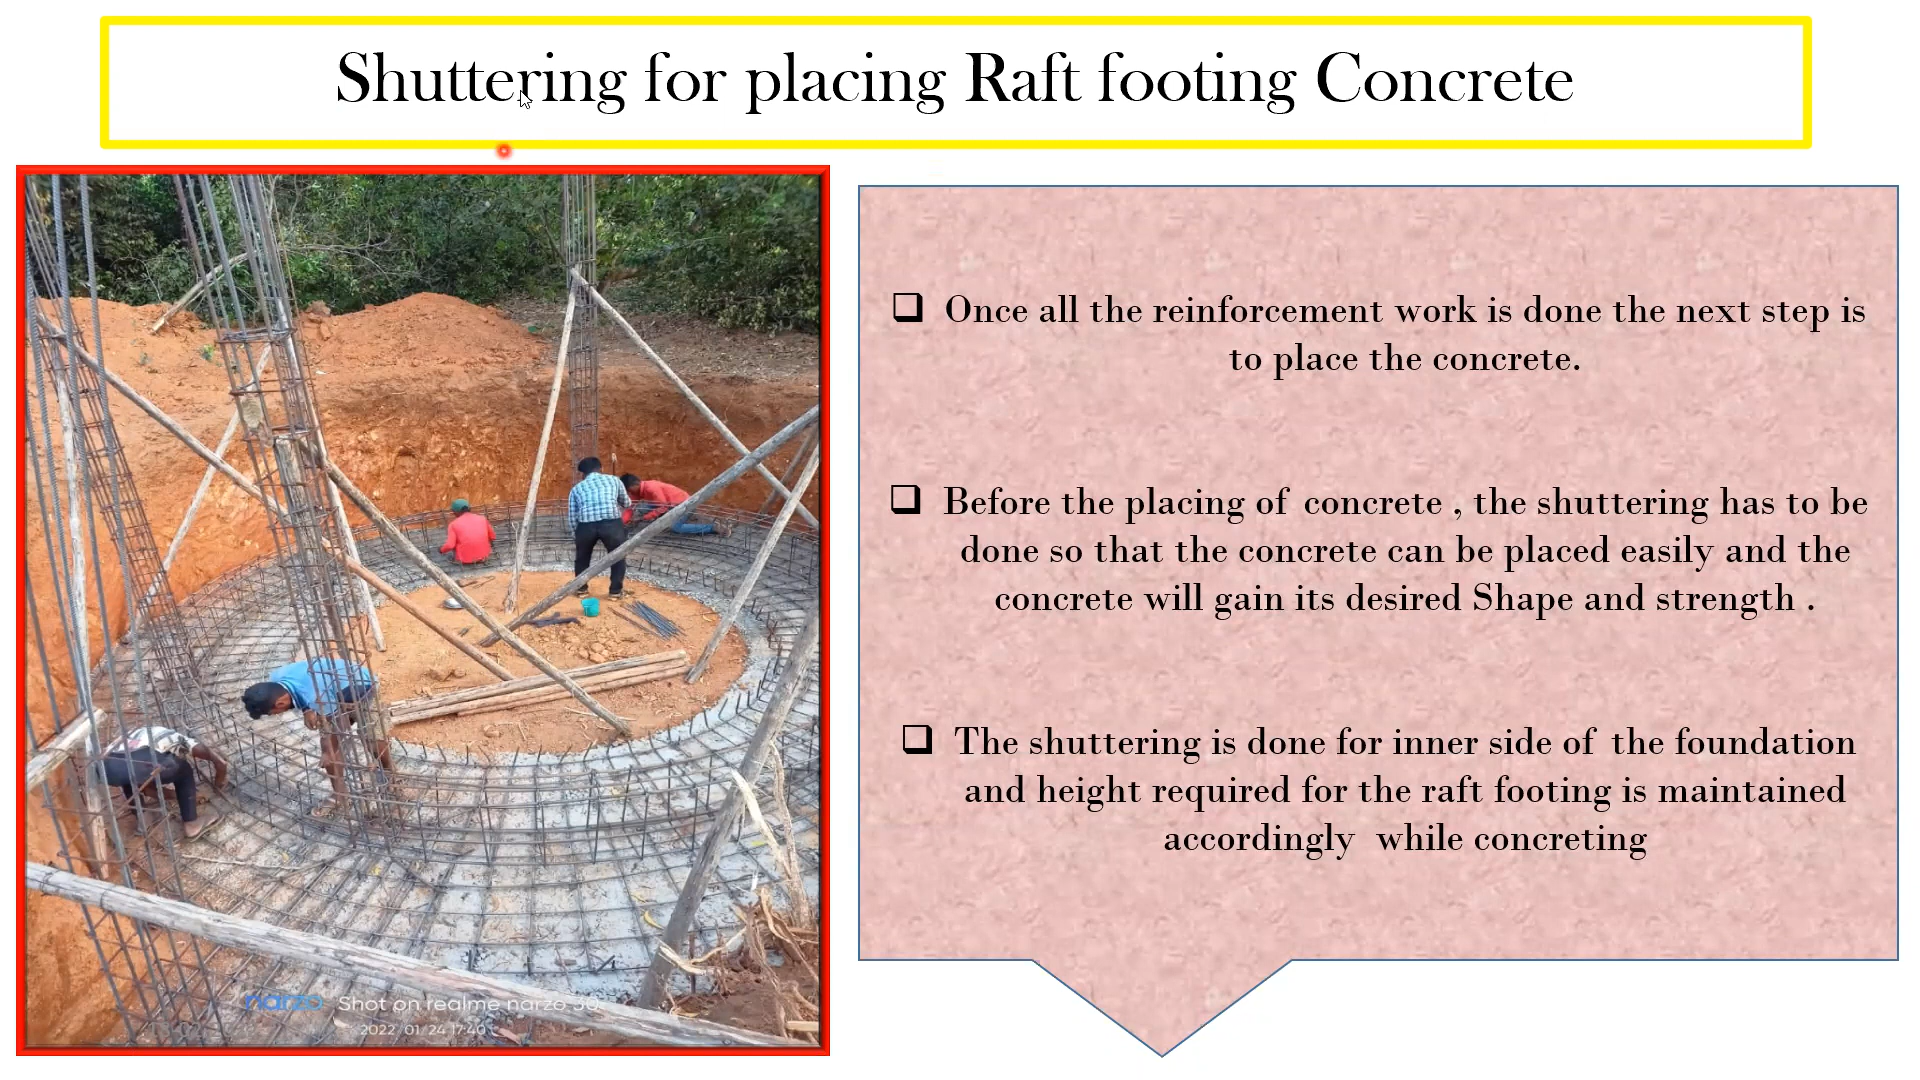 Shuttering for placing Raft footing Concrete
❑ Once all the reinforcement work is done the next step is
to place the concrete.
❑ Before the placing of concrete , the shuttering has to be
done so that the concrete can be placed easily and the
concrete will gain its desired Shape and strength .
❑ The shuttering is done for inner side of the foundation
and height required for the raft footing is maintained
accordingly while concreting
narzo Shot on realme narzo 30
2022/01/24 17:40